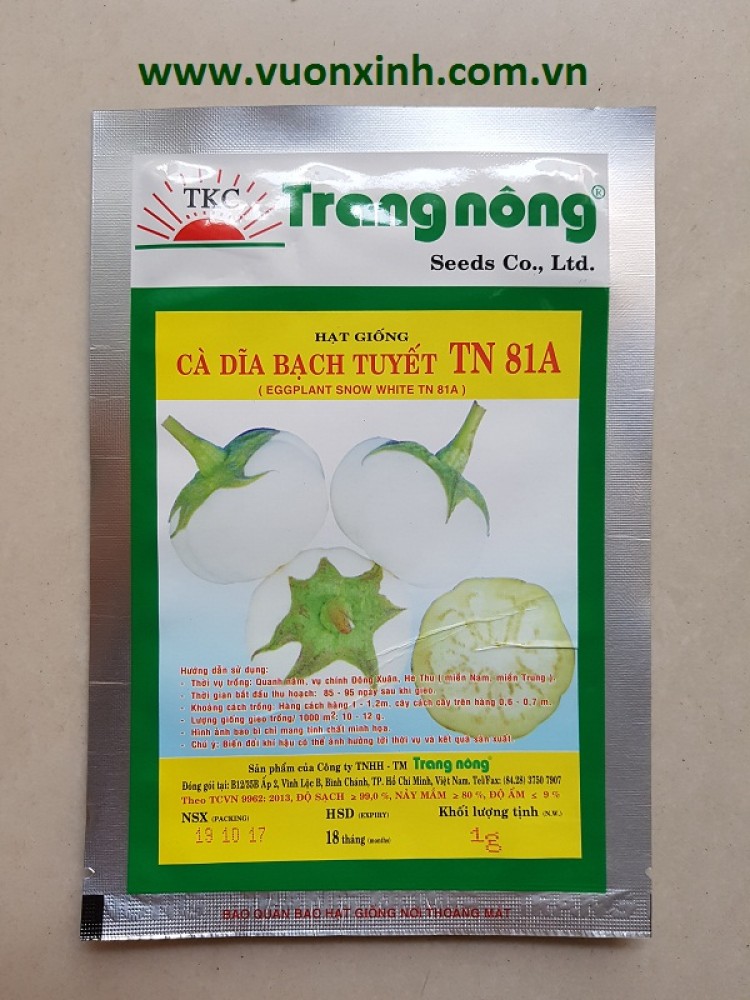 www.vuonxinh.com.vn
TKC
Trang nông®
Seeds Co., Ltd.
HẠT GIỐNG
CÀ DĨA BẠCH TUYẾT TN 81A
( EGGPLANT SNOW WHITE TN 81A )
Hướng dẫn sử dụng:
- Thời vụ trồng: Quanh năm, vụ chính Đông Xuân, Hè Thu ( miền Nam, miền Trung ).
- Thời gian bắt đầu thu hoạch: 85 - 95 ngày sau khi gieo.
- Khoảng cách trồng: Hàng cách hàng 1 - 1.2m, cây cách cây trên hàng 0,6 - 0,7 m.
- Lượng giống gieo trồng/ 1000 m²: 10 - 12 g.
- Hình ảnh bao bì chỉ mang tính chất minh họa.
- Chú ý: Biến đổi khí hậu có thể ảnh hưởng tới thời vụ và kết quả sản xuất.
Sản phẩm của Công ty TNHH - TM Trang nông®
Đóng gói tại: B12/35B Ấp 2, Vĩnh Lộc B, Bình Chánh, TP. Hồ Chí Minh, Việt Nam. Tel/Fax: (84.28) 3750 7907
Theo TCVN 9962: 2013, ĐỘ SẠCH ≥ 99,0 %, NẢY MẦM ≥ 80 %, ĐỘ ẨM ≤ 9 %
NSX (PACKING) HSD (EXPIRY) Khối lượng tịnh (N.W.)
19 10 17 18 tháng (months) 1g
BẢO QUẢN BAO HẠT GIỐNG NƠI THOÁNG MÁT